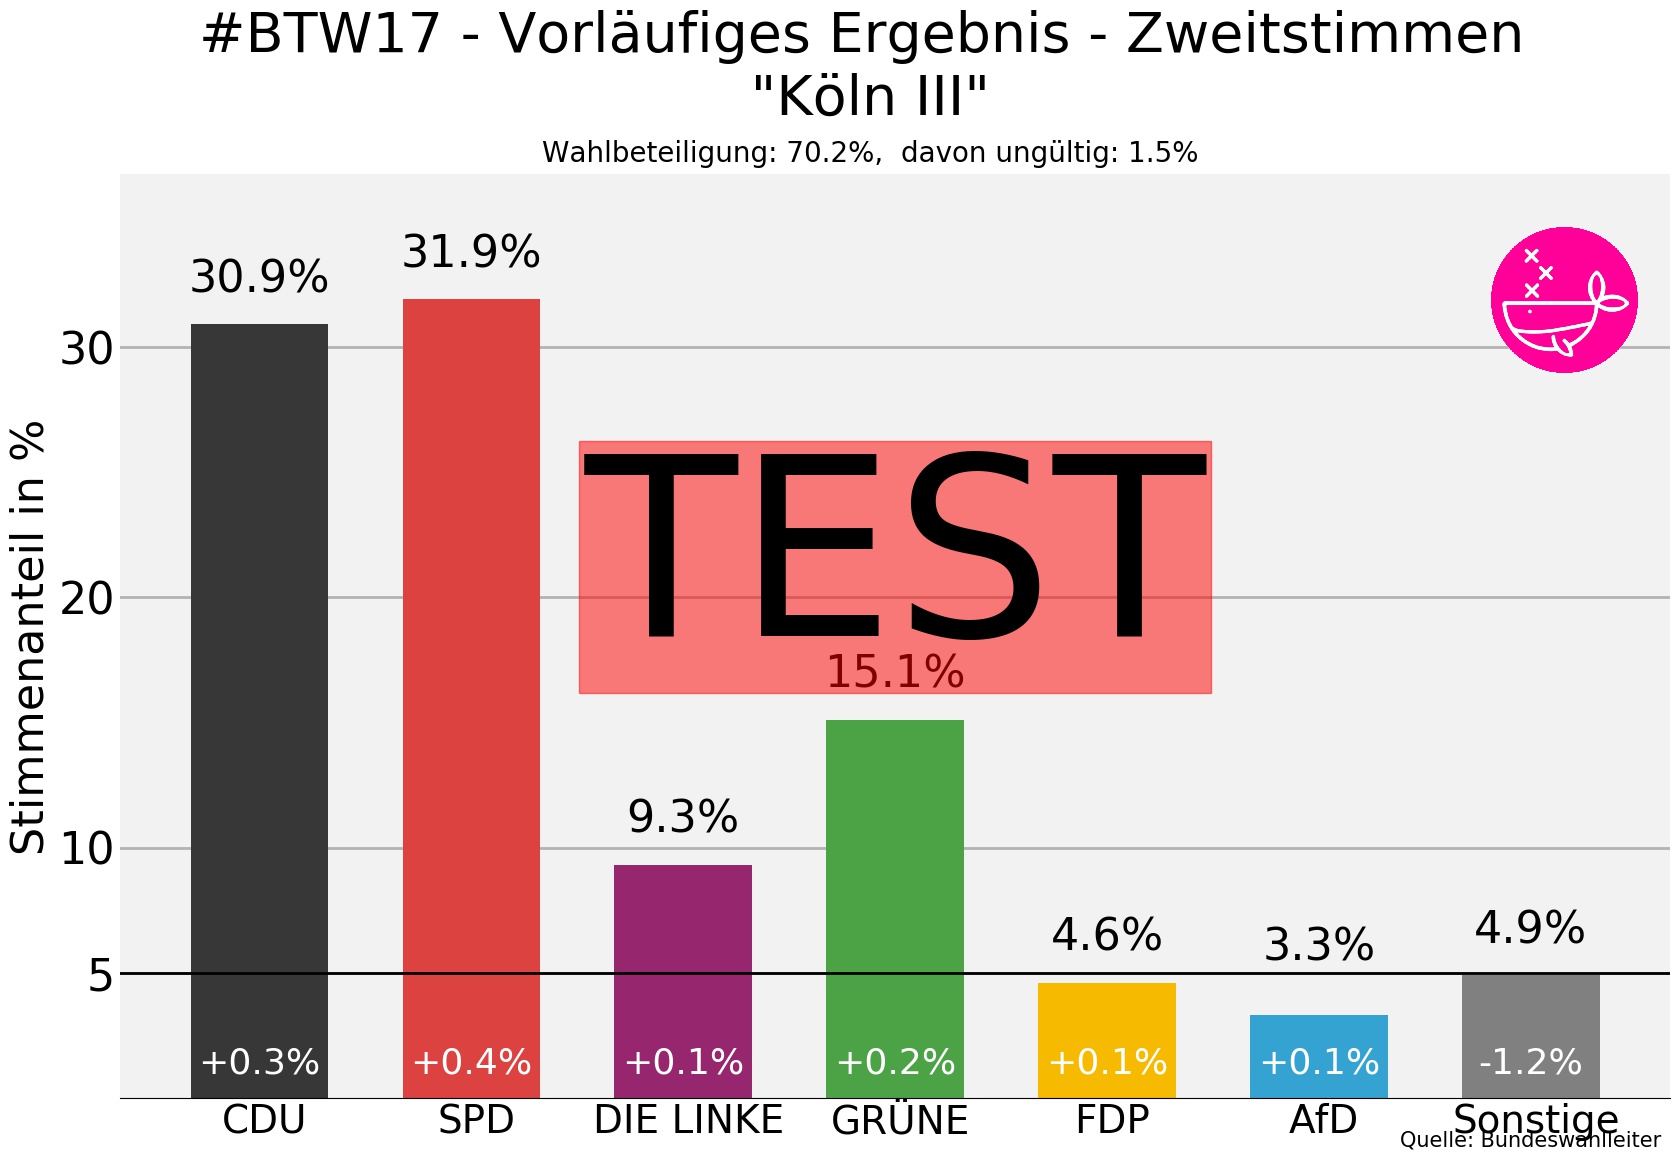 #BTW17 - Vorläufiges Ergebnis - Zweitstimmen
"Köln III"
Wahlbeteiligung: 70.2%,  davon ungültig: 1.5%
Stimmenanteil in %
30
20
10
5
30.9%
31.9%
9.3%
15.1%
4.6%
3.3%
4.9%
TEST
+0.3%
+0.4%
+0.1%
+0.2%
+0.1%
+0.1%
-1.2%
CDU
SPD
DIE LINKE
GRÜNE
FDP
AfD
Sonstige
Quelle: Bundeswahlleiter